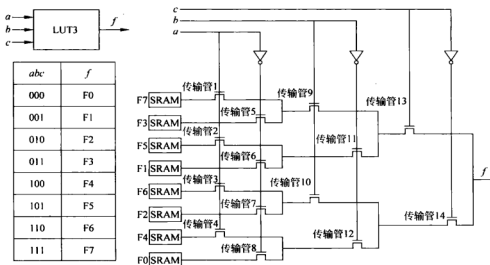 a
b
c
LUT3
f
abc f
000 F0
001 F1
010 F2
011 F3
100 F4
101 F5
110 F6
111 F7
c
b
a
传输管1
传输管9
传输管13
F7 SRAM
传输管5
F3 SRAM
传输管2
传输管11
F5 SRAM
传输管6
F1 SRAM
传输管3
传输管10
F6 SRAM
传输管7
F2 SRAM
传输管4
传输管12
传输管14
F4 SRAM
传输管8
F0 SRAM
f